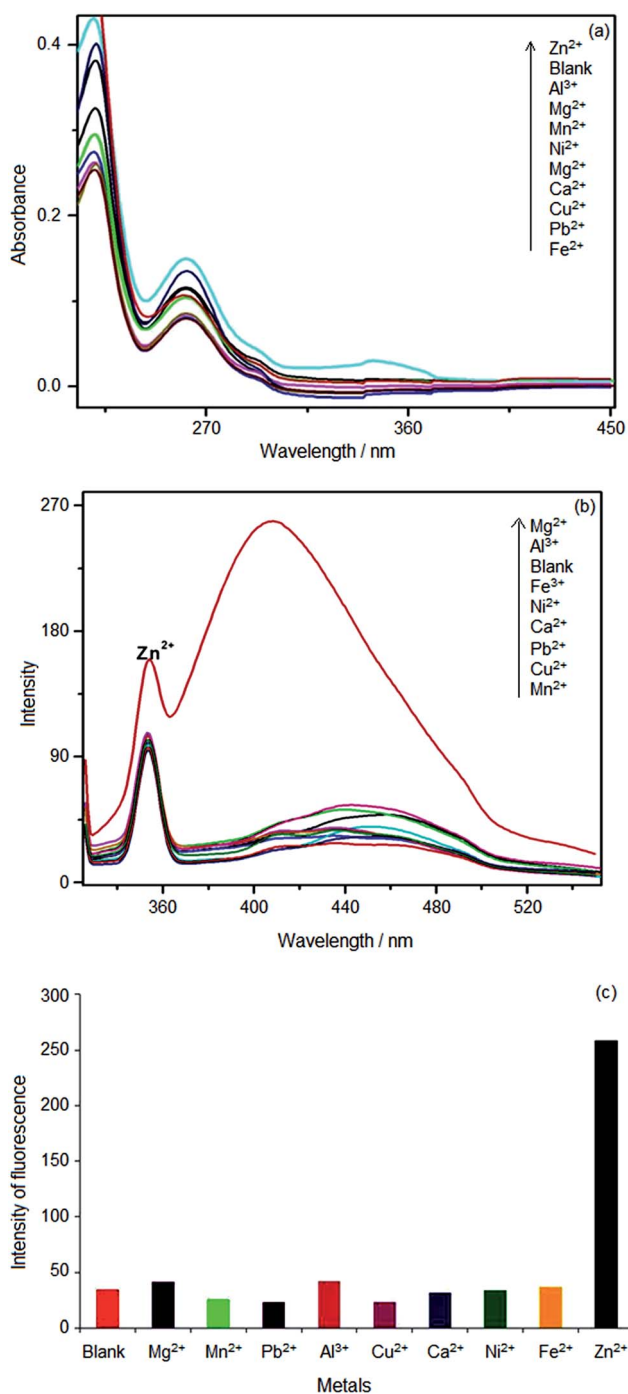 (a)
0.4
0.2
0.0
Absorbance
Zn²⁺
Blank
Al³⁺
Mg²⁺
Mn²⁺
Ni²⁺
Mg²⁺
Ca²⁺
Cu²⁺
Pb²⁺
Fe²⁺
270 360 450
Wavelength / nm
(b)
270
180
90
0
Intensity
Zn²⁺
Mg²⁺
Al³⁺
Blank
Fe³⁺
Ni²⁺
Ca²⁺
Pb²⁺
Cu²⁺
Mn²⁺
360 400 440 480 520
Wavelength / nm
(c)
300
250
200
150
100
50
0
Intensity of fluorescence
Blank Mg²⁺ Mn²⁺ Pb²⁺ Al³⁺ Cu²⁺ Ca²⁺ Ni²⁺ Fe²⁺ Zn²⁺
Metals